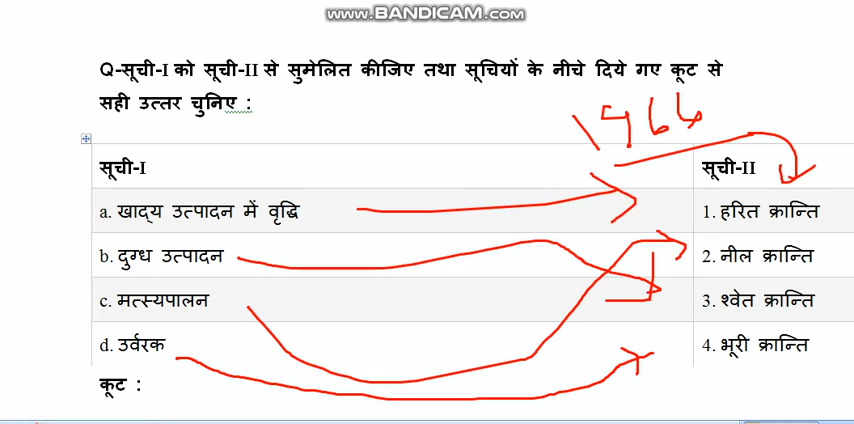 www.BANDICAM.com
Q-सूची-I को सूची-II से सुमेलित कीजिए तथा सूचियों के नीचे दिये गए कूट से
सही उत्तर चुनिए :
1964
सूची-I सूची-II
a. खाद्य उत्पादन में वृद्धि 1. हरित क्रान्ति
b. दुग्ध उत्पादन 2. नील क्रान्ति
c. मत्स्यपालन 3. श्वेत क्रान्ति
d. उर्वरक 4. भूरी क्रान्ति
कूट :